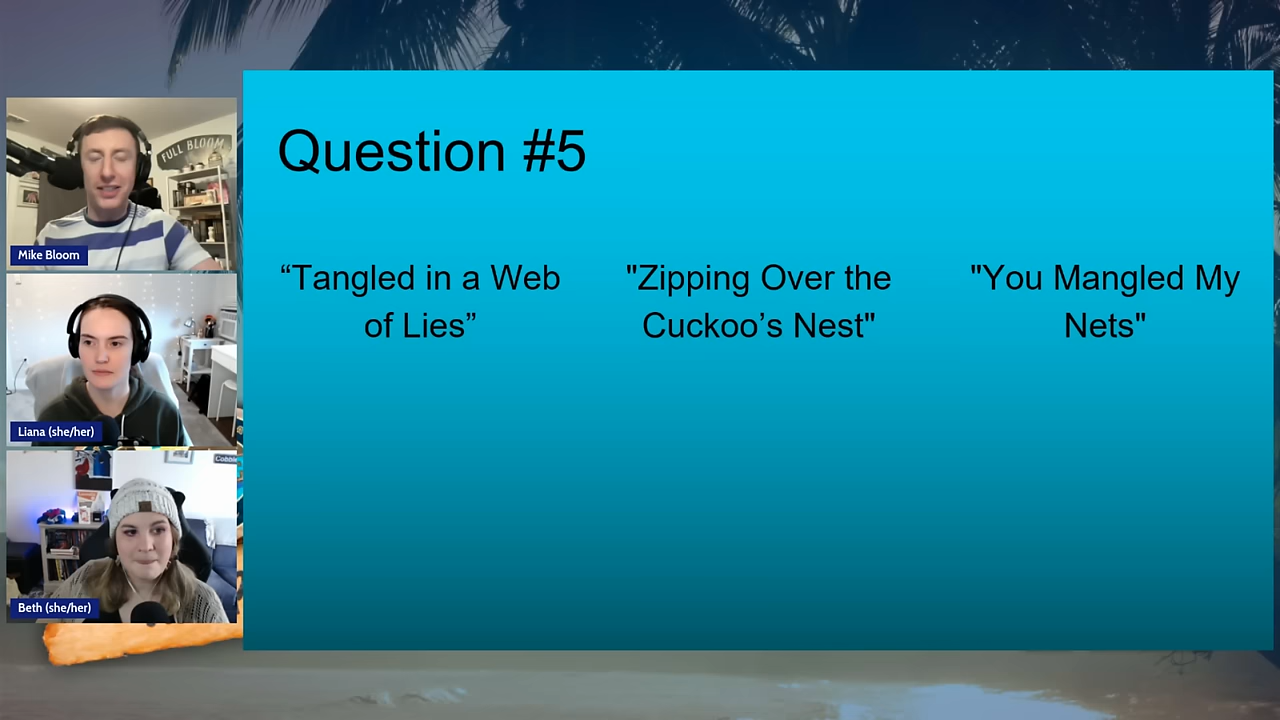 Question #5
“Tangled in a Web
of Lies”
"Zipping Over the
Cuckoo’s Nest"
"You Mangled My
Nets"
FULL BLOOM
Mike Bloom
Liana (she/her)
Beth (she/her)